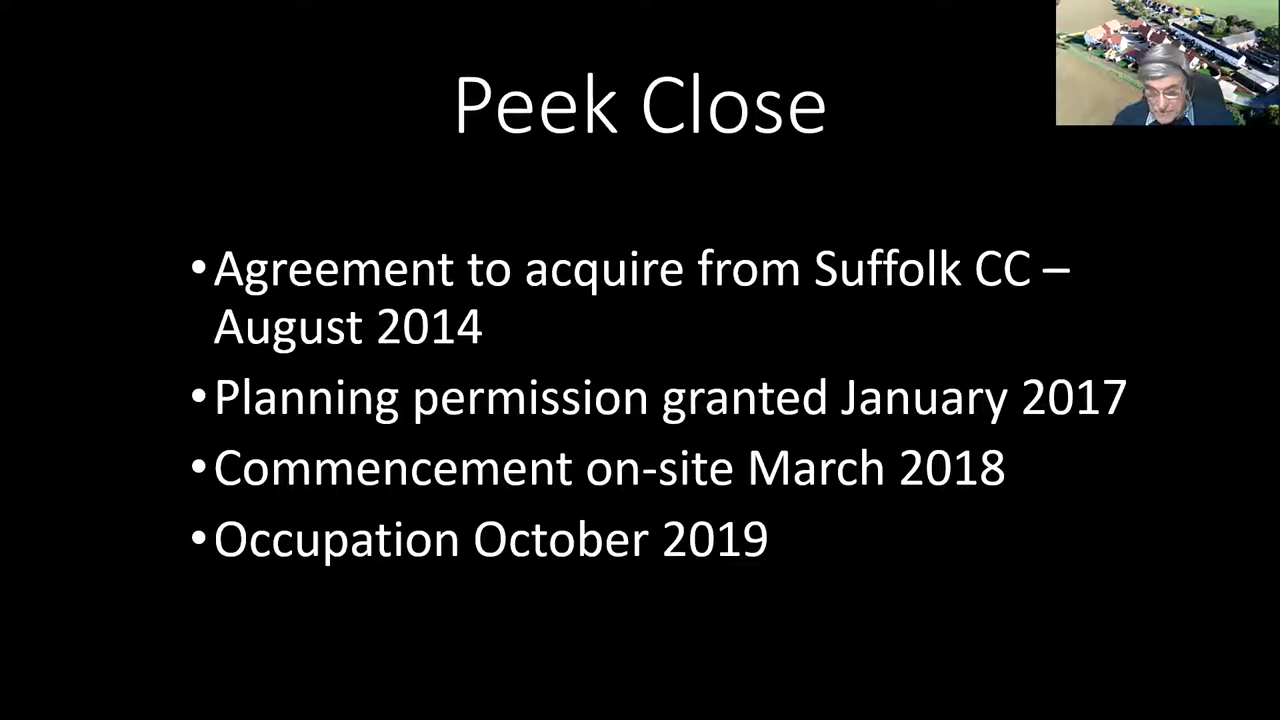 Peek Close
•Agreement to acquire from Suffolk CC –
August 2014
•Planning permission granted January 2017
•Commencement on-site March 2018
•Occupation October 2019